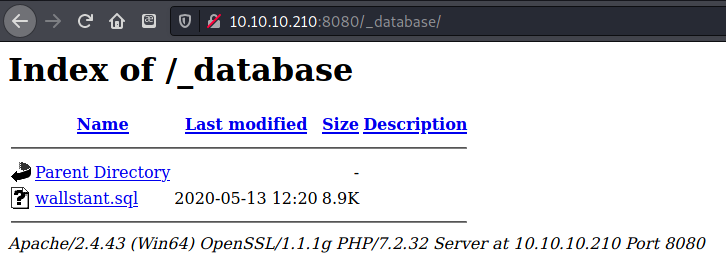 10.10.10.210:8080/_database/
Index of /_database
Name Last modified Size Description
Parent Directory -
wallstant.sql 2020-05-13 12:20 8.9K
Apache/2.4.43 (Win64) OpenSSL/1.1.1g PHP/7.2.32 Server at 10.10.10.210 Port 8080